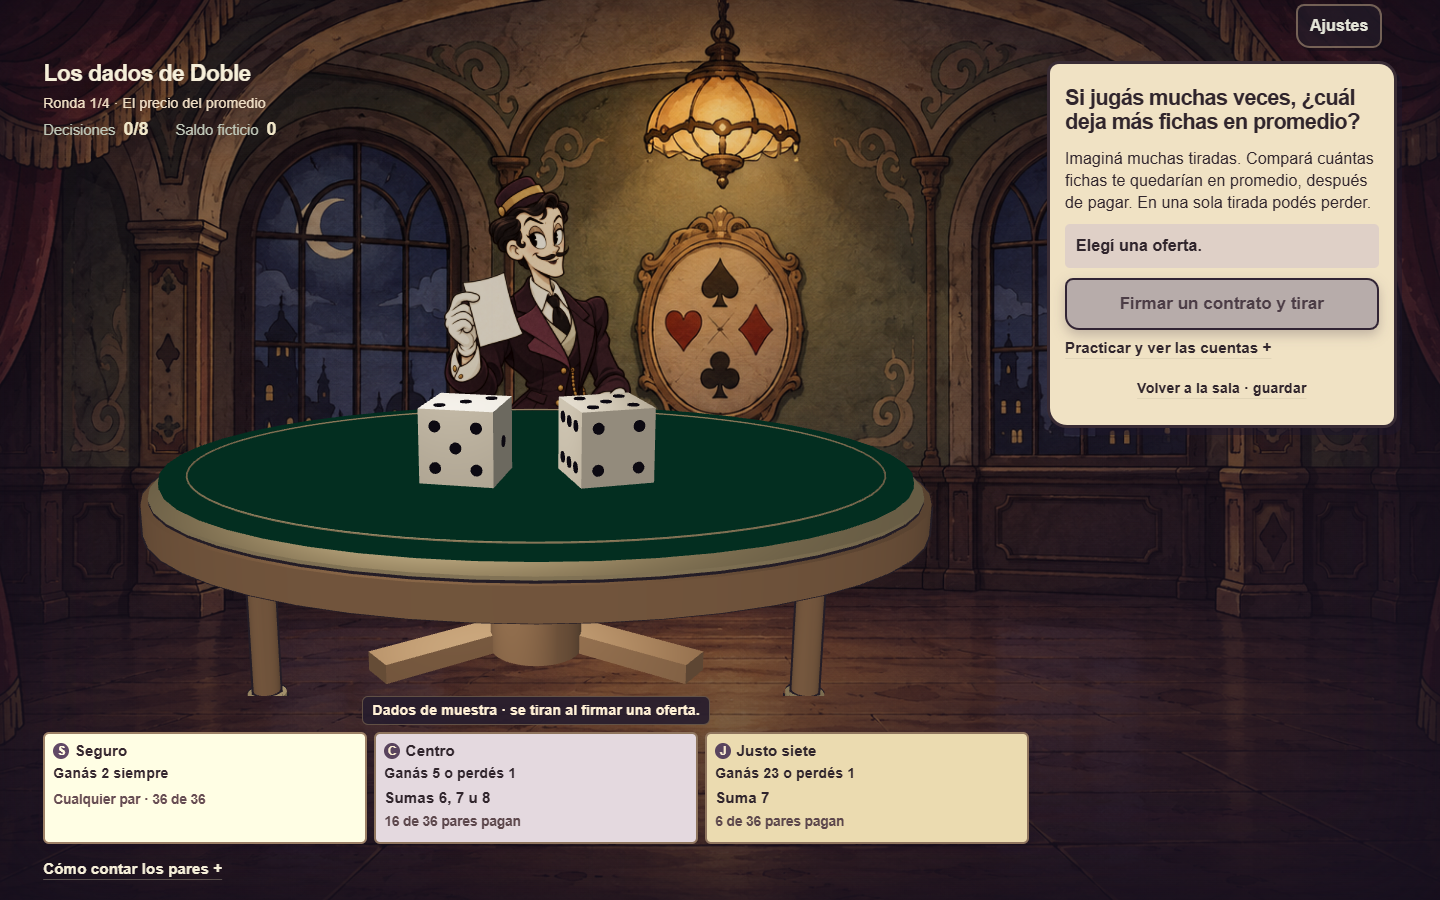 Ajustes
Los dados de Doble
Ronda 1/4 · El precio del promedio
Decisiones 0/8 Saldo ficticio 0
Si jugás muchas veces, ¿cuál
deja más fichas en promedio?
Imaginá muchas tiradas. Compará cuántas
fichas te quedarían en promedio, después
de pagar. En una sola tirada podés perder.
Elegí una oferta.
Firmar un contrato y tirar
Practicar y ver las cuentas +
Volver a la sala · guardar
Dados de muestra · se tiran al firmar una oferta.
S Seguro
Ganás 2 siempre
Cualquier par · 36 de 36
C Centro
Ganás 5 o perdés 1
Sumas 6, 7 u 8
16 de 36 pares pagan
J Justo siete
Ganás 23 o perdés 1
Suma 7
6 de 36 pares pagan
Cómo contar los pares +